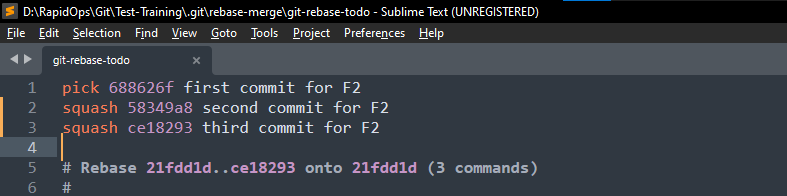 D:\RapidOps\Git\Test-Training\.git\rebase-merge\git-rebase-todo - Sublime Text (UNREGISTERED)
File Edit Selection Find View Goto Tools Project Preferences Help
git-rebase-todo ×
1 pick 688626f first commit for F2
2 squash 58349a8 second commit for F2
3 squash ce18293 third commit for F2
4
5 # Rebase 21fdd1d..ce18293 onto 21fdd1d (3 commands)
6 #